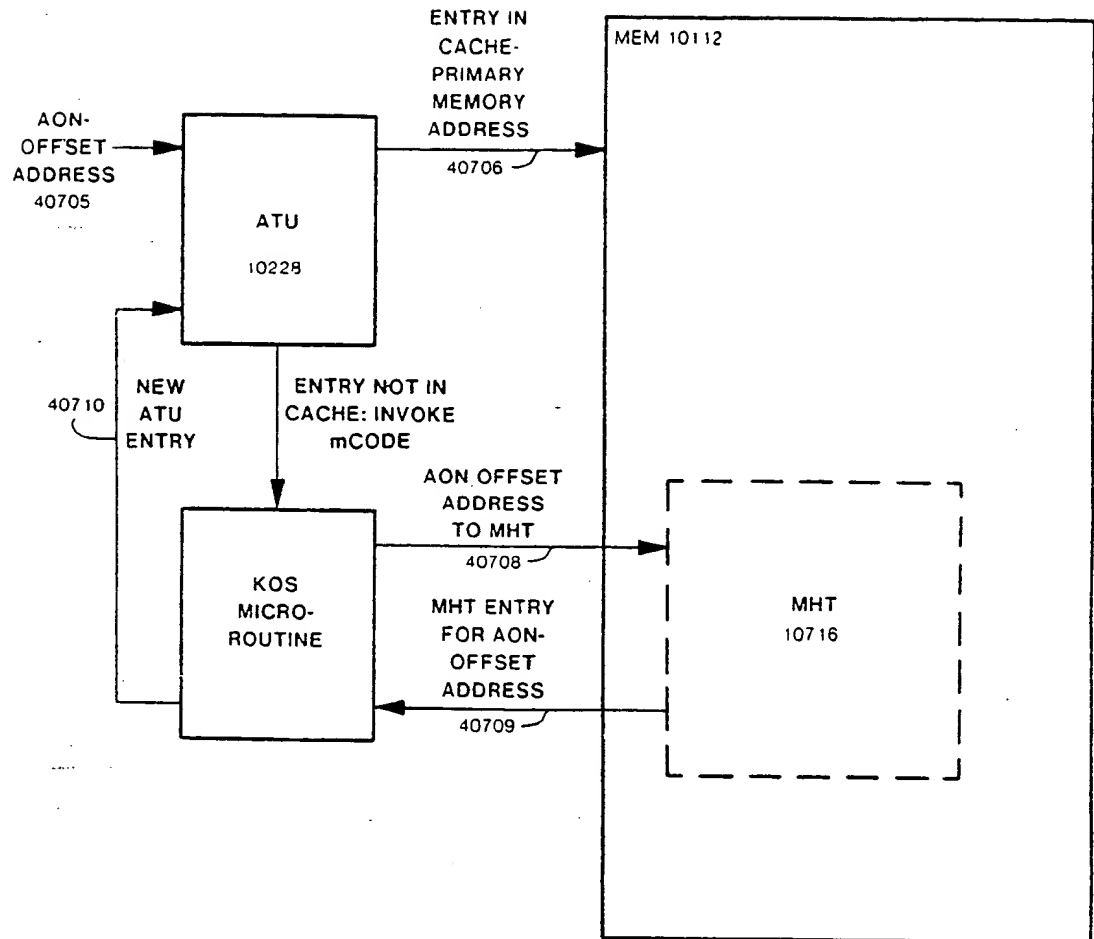 ENTRY IN
CACHE-
PRIMARY
MEMORY
ADDRESS
40706
MEM 10112
AON-
OFFSET
ADDRESS
40705
ATU
10228
40710
NEW
ATU
ENTRY
ENTRY NOT IN
CACHE: INVOKE
mCODE
AON OFFSET
ADDRESS
TO MHT
40708
KOS
MICRO-
ROUTINE
MHT ENTRY
FOR AON-
OFFSET
ADDRESS
40709
MHT
10716